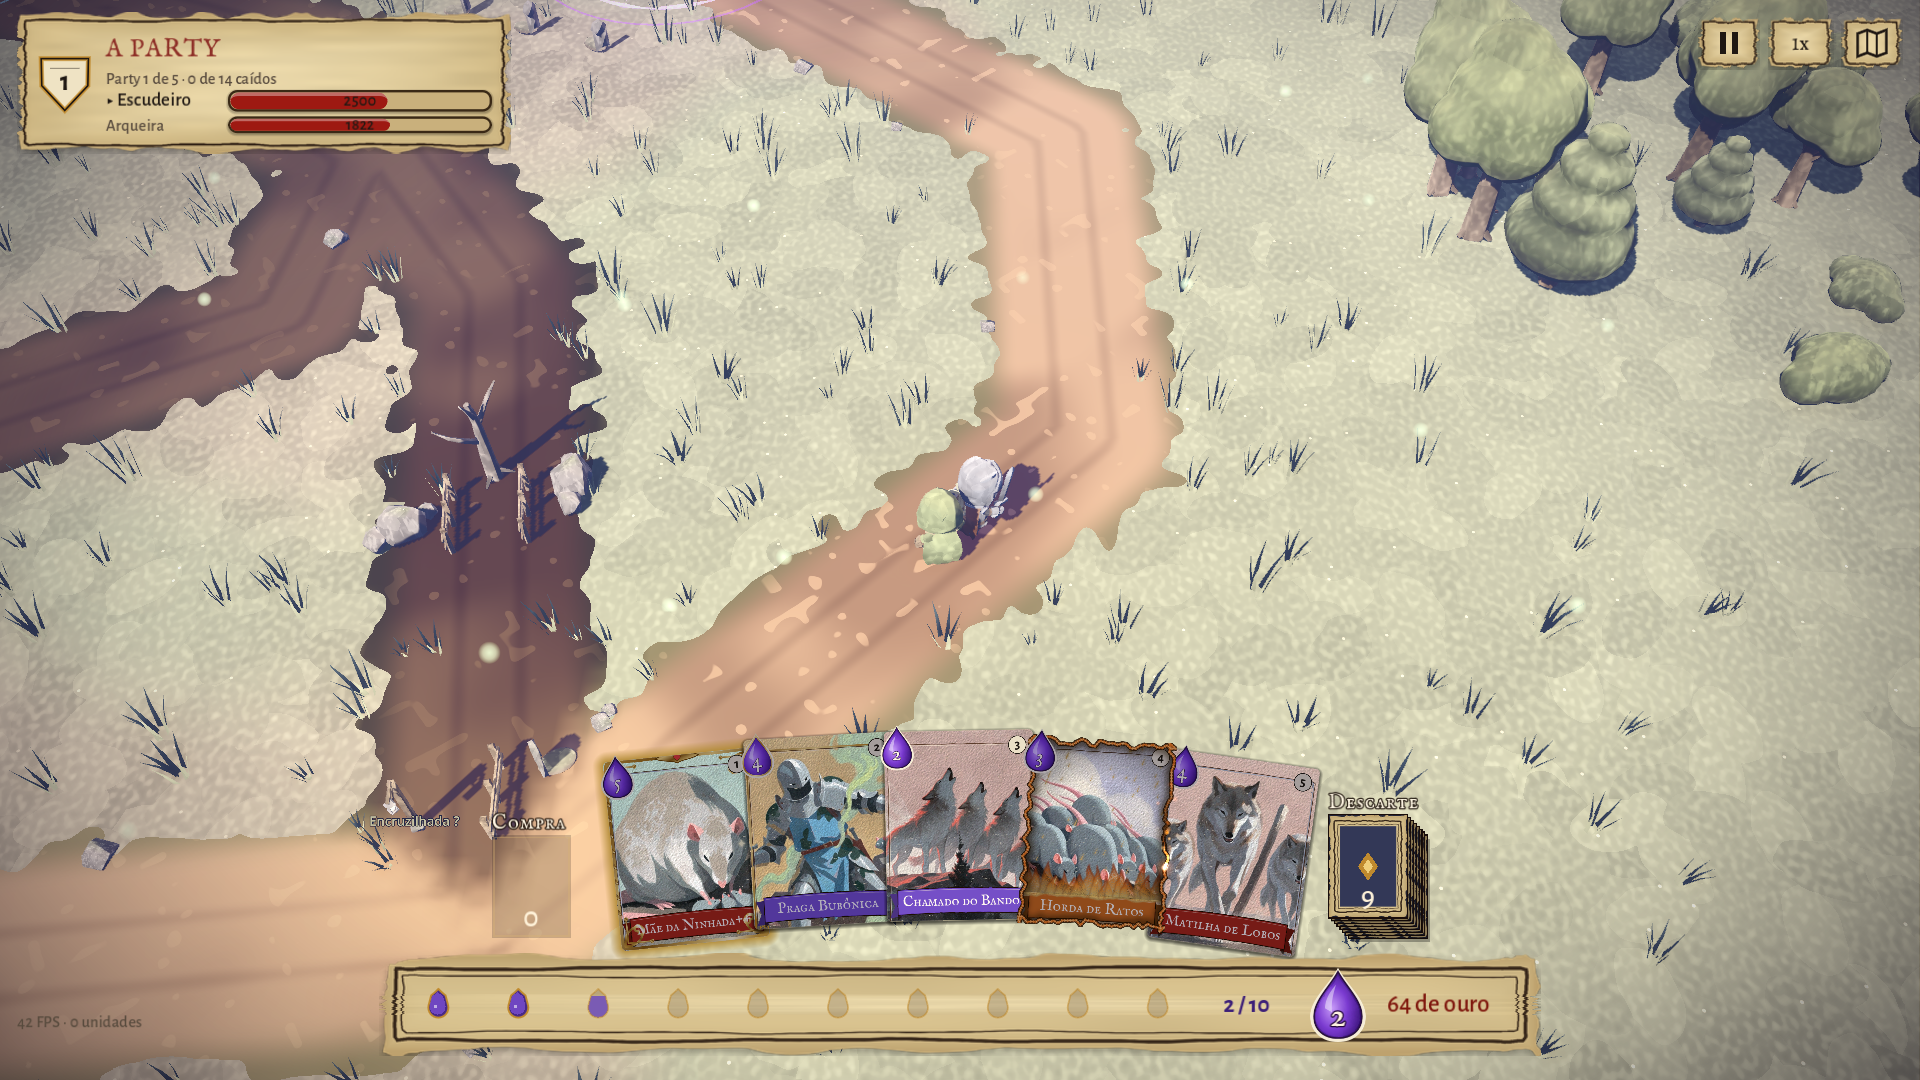 A PARTY
1
Party 1 de 5 · 0 de 14 caídos
▸ Escudeiro 2500
Arqueira 1822
1x
Encruzilhada ?
COMPRA
0
5 1
MÃE DA NINHADA+
4 2
PRAGA BUBÔNICA
2 3
CHAMADO DO BANDO
3 4
HORDA DE RATOS
4 5
MATILHA DE LOBOS
DESCARTE
9
2/10
2
64 de ouro
42 FPS · 0 unidades